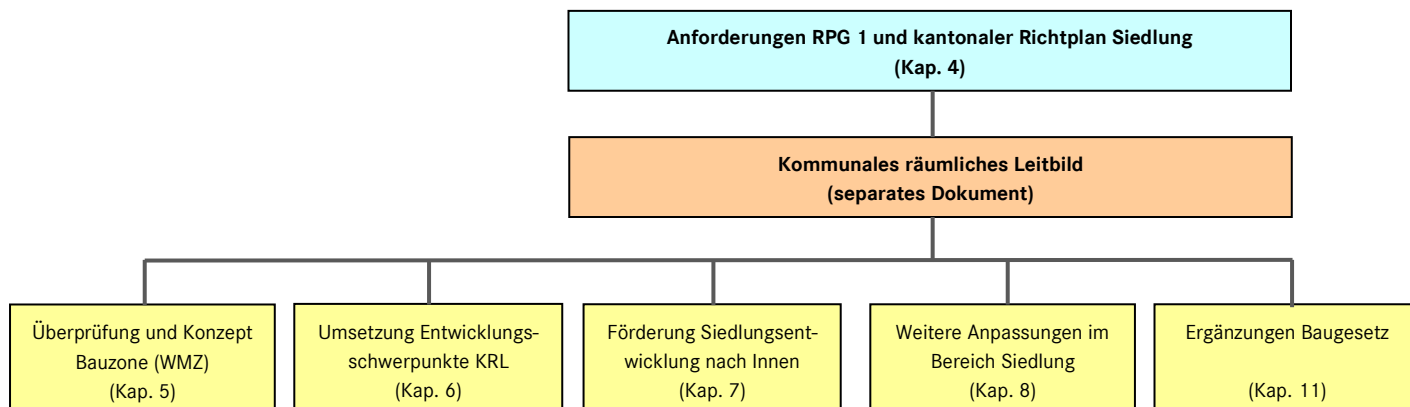 Anforderungen RPG 1 und kantonaler Richtplan Siedlung
(Kap. 4)
Kommunales räumliches Leitbild
(separates Dokument)
Überprüfung und Konzept
Bauzone (WMZ)
(Kap. 5)
Umsetzung Entwicklungs-
schwerpunkte KRL
(Kap. 6)
Förderung Siedlungsent-
wicklung nach Innen
(Kap. 7)
Weitere Anpassungen im
Bereich Siedlung
(Kap. 8)
Ergänzungen Baugesetz
(Kap. 11)